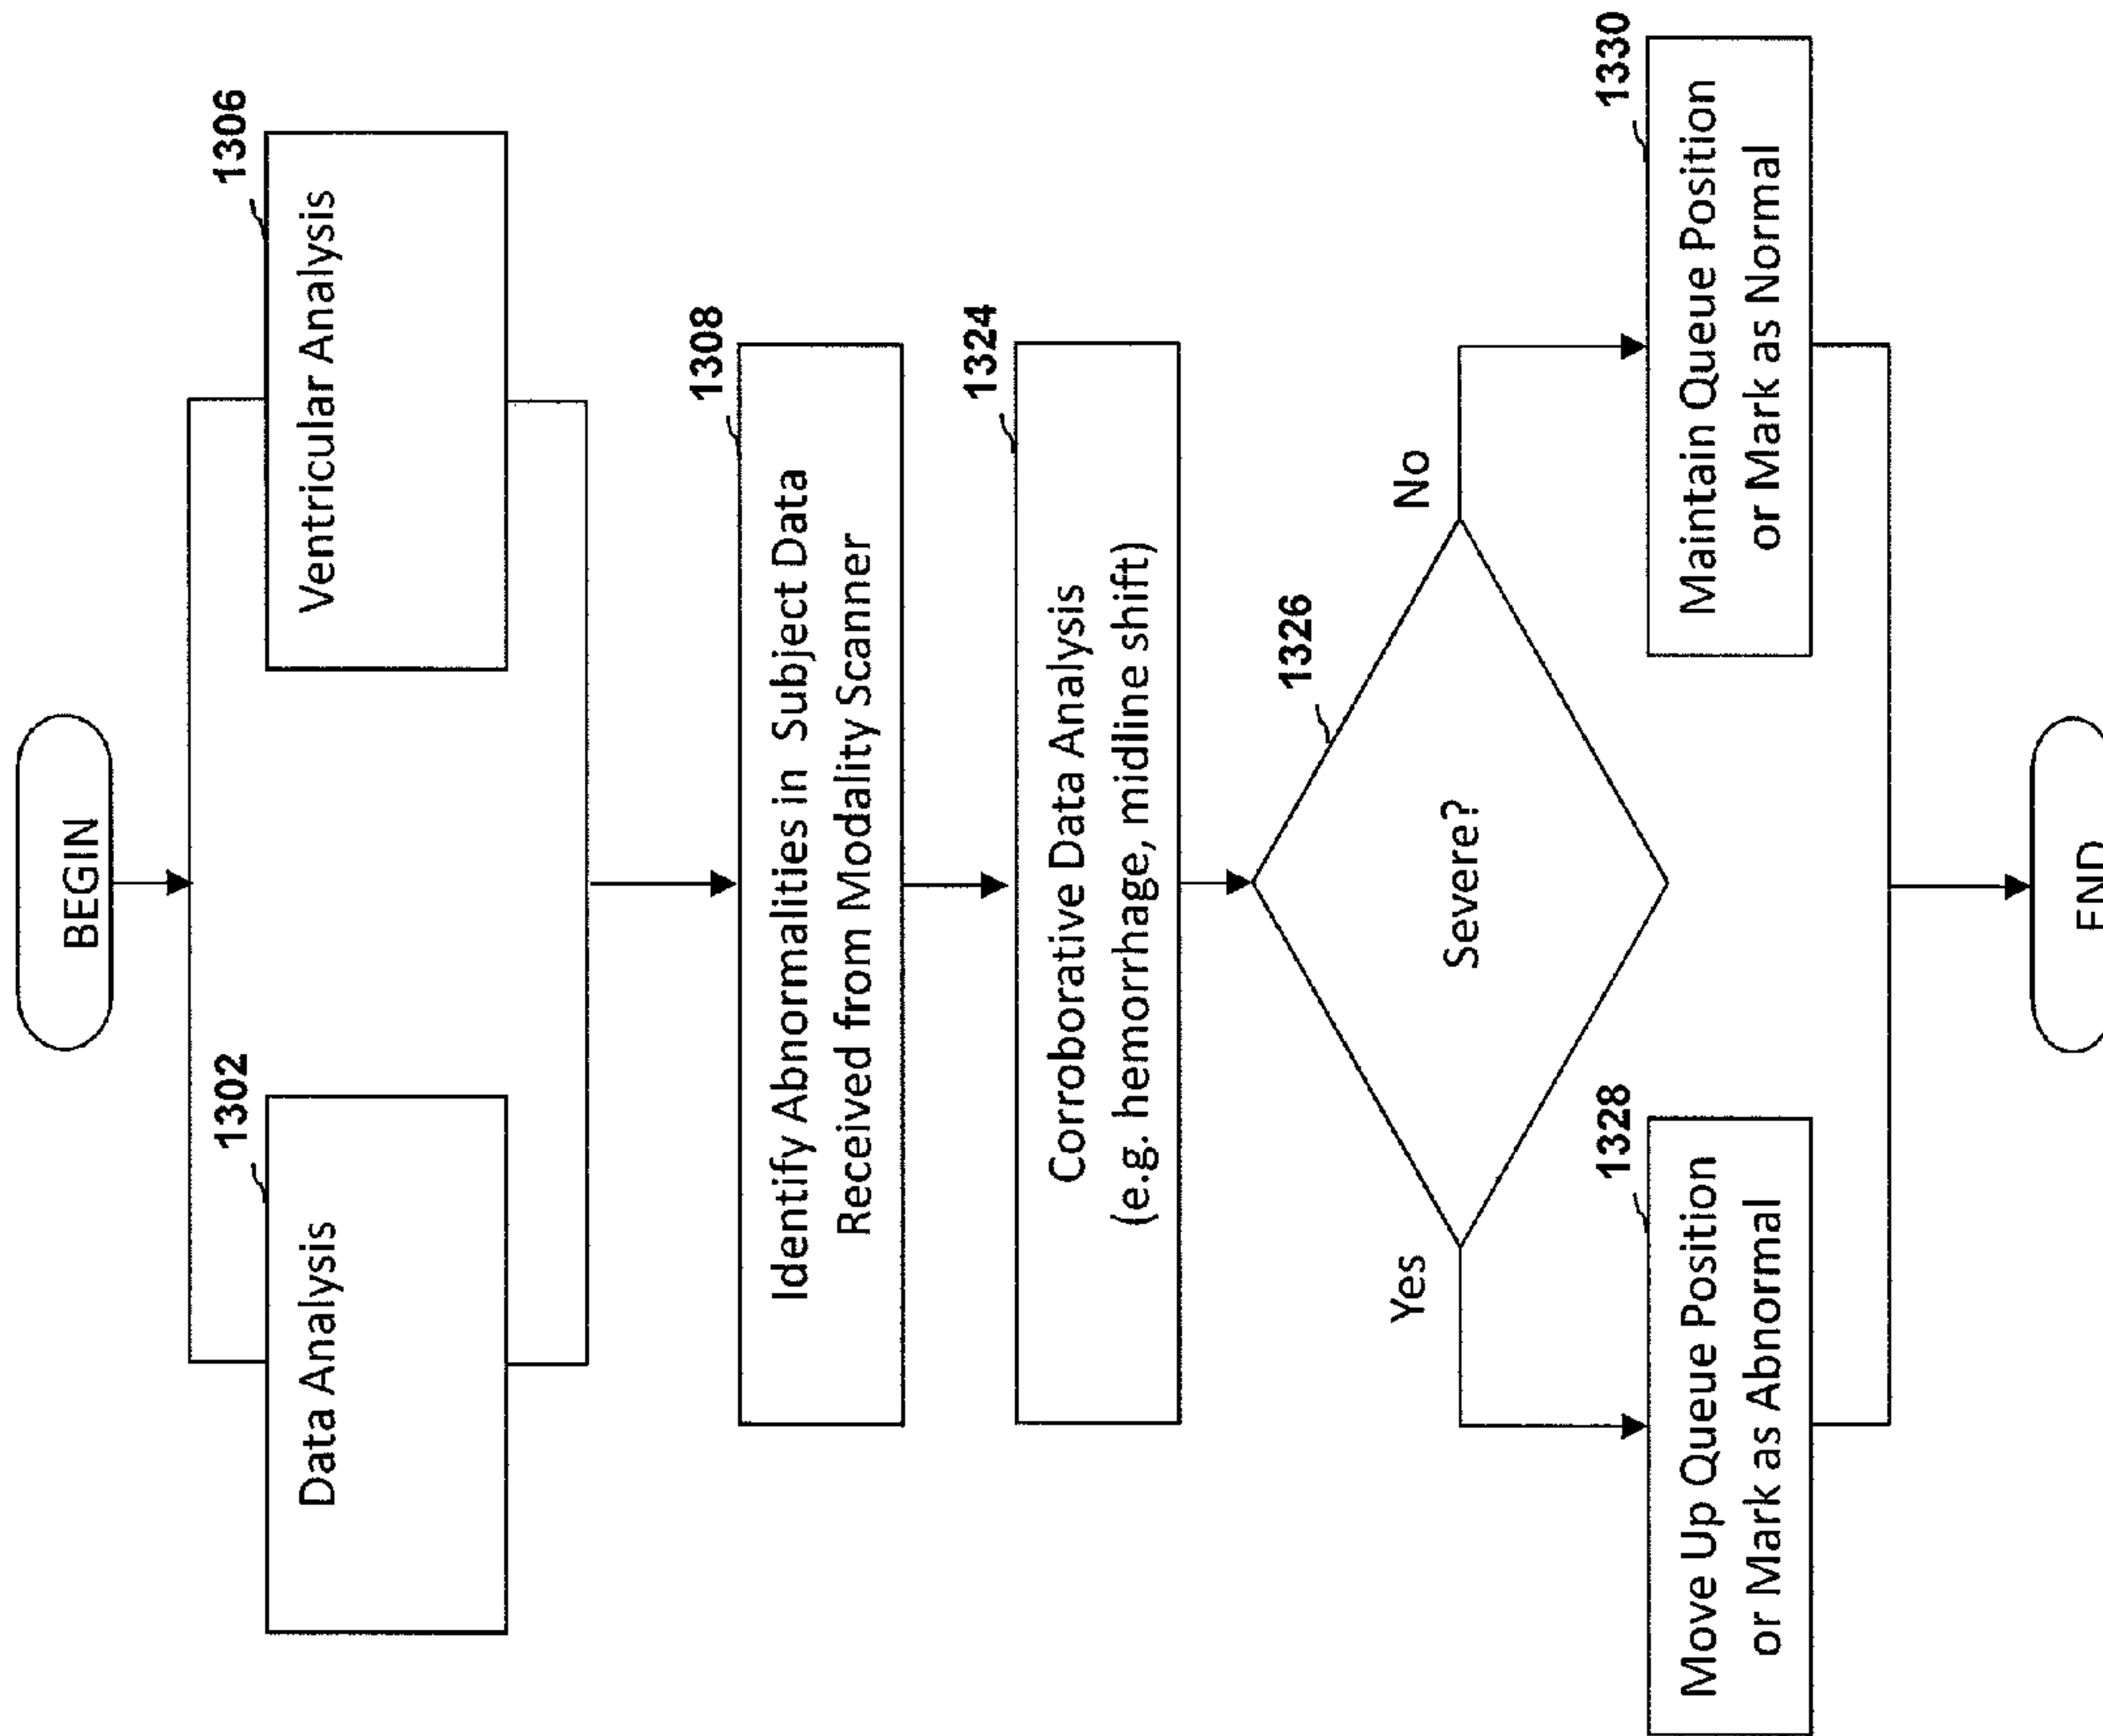 BEGIN
1302
Data Analysis
1306
Ventricular Analysis
1308
Identify Abnormalities in Subject Data
Received from Modality Scanner
1324
Corroborative Data Analysis
(e.g. hemorrhage, midline shift)
1326
Severe?
Yes
No
1328
Move Up Queue Position
or Mark as Abnormal
1330
Maintain Queue Position
or Mark as Normal
END